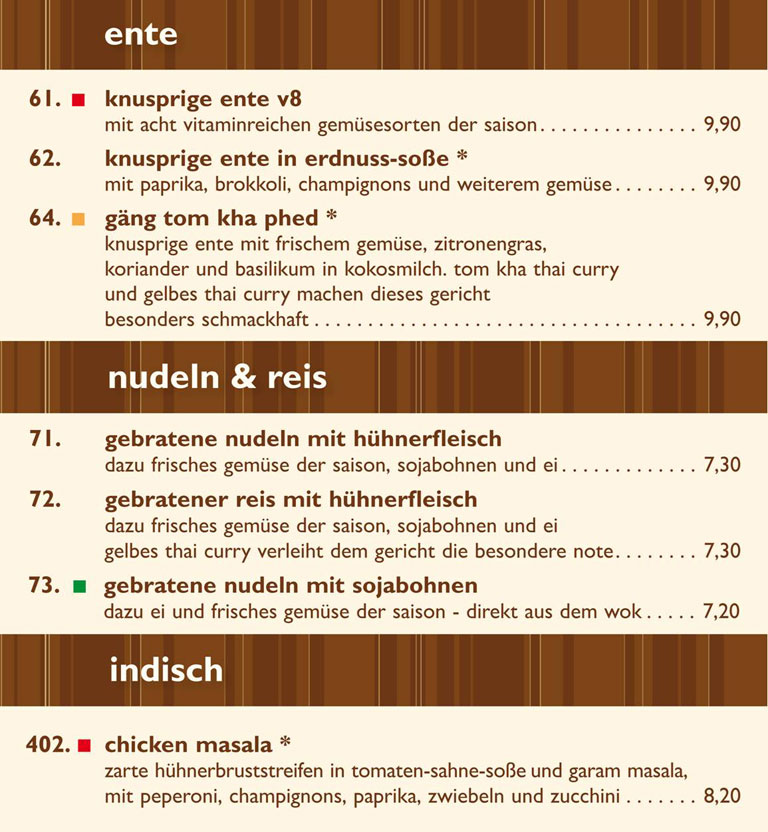 ente
61. knusprige ente v8
mit acht vitaminreichen gemüsesorten der saison. . . . . . . . . . . . . . . 9,90
62. knusprige ente in erdnuss-soße *
mit paprika, brokkoli, champignons und weiterem gemüse. . . . . . . . 9,90
64. gäng tom kha phed *
knusprige ente mit frischem gemüse, zitronengras,
koriander und basilikum in kokosmilch. tom kha thai curry
und gelbes thai curry machen dieses gericht
besonders schmackhaft . . . . . . . . . . . . . . . . . . . . . . . . . . . . . . . . . . . . 9,90
nudeln & reis
71. gebratene nudeln mit hühnerfleisch
dazu frisches gemüse der saison, sojabohnen und ei. . . . . . . . . . . . . 7,30
72. gebratener reis mit hühnerfleisch
dazu frisches gemüse der saison, sojabohnen und ei
gelbes thai curry verleiht dem gericht die besondere note. . . . . . . . 7,30
73. gebratene nudeln mit sojabohnen
dazu ei und frisches gemüse der saison - direkt aus dem wok . . . . . 7,20
indisch
402. chicken masala *
zarte hühnerbruststreifen in tomaten-sahne-soße und garam masala,
mit peperoni, champignons, paprika, zwiebeln und zucchini . . . . . . . 8,20